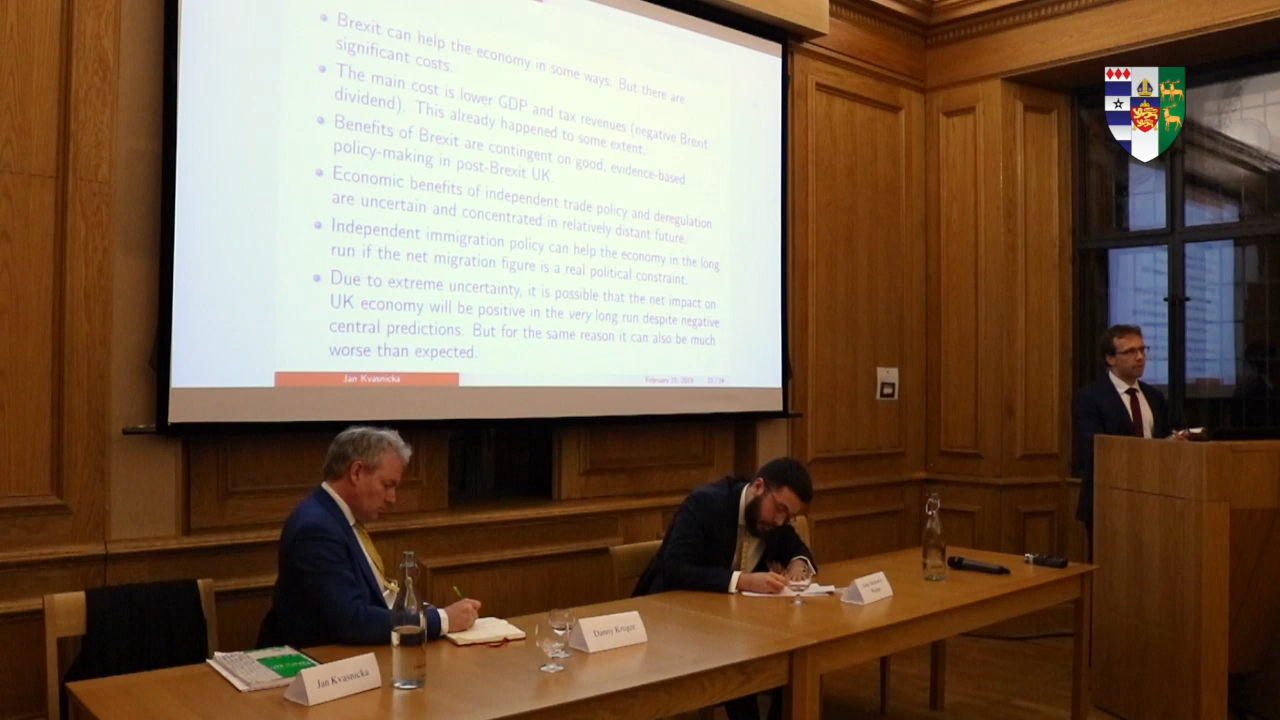 Brexit can help the economy in some ways. But there are
significant costs.
The main cost is lower GDP and tax revenues (negative Brexit
dividend). This already happened to some extent.
Benefits of Brexit are contingent on good, evidence-based
policy-making in post-Brexit UK.
Economic benefits of independent trade policy and deregulation
are uncertain and concentrated in relatively distant future.
Independent immigration policy can help the economy in the long
run if the net migration figure is a real political constraint.
Due to extreme uncertainty, it is possible that the net impact on
UK economy will be positive in the very long run despite negative
central predictions. But for the same reason it can also be much
worse than expected.
Jan Kvasnicka
Danny Kruger
Jan Kvasnicka